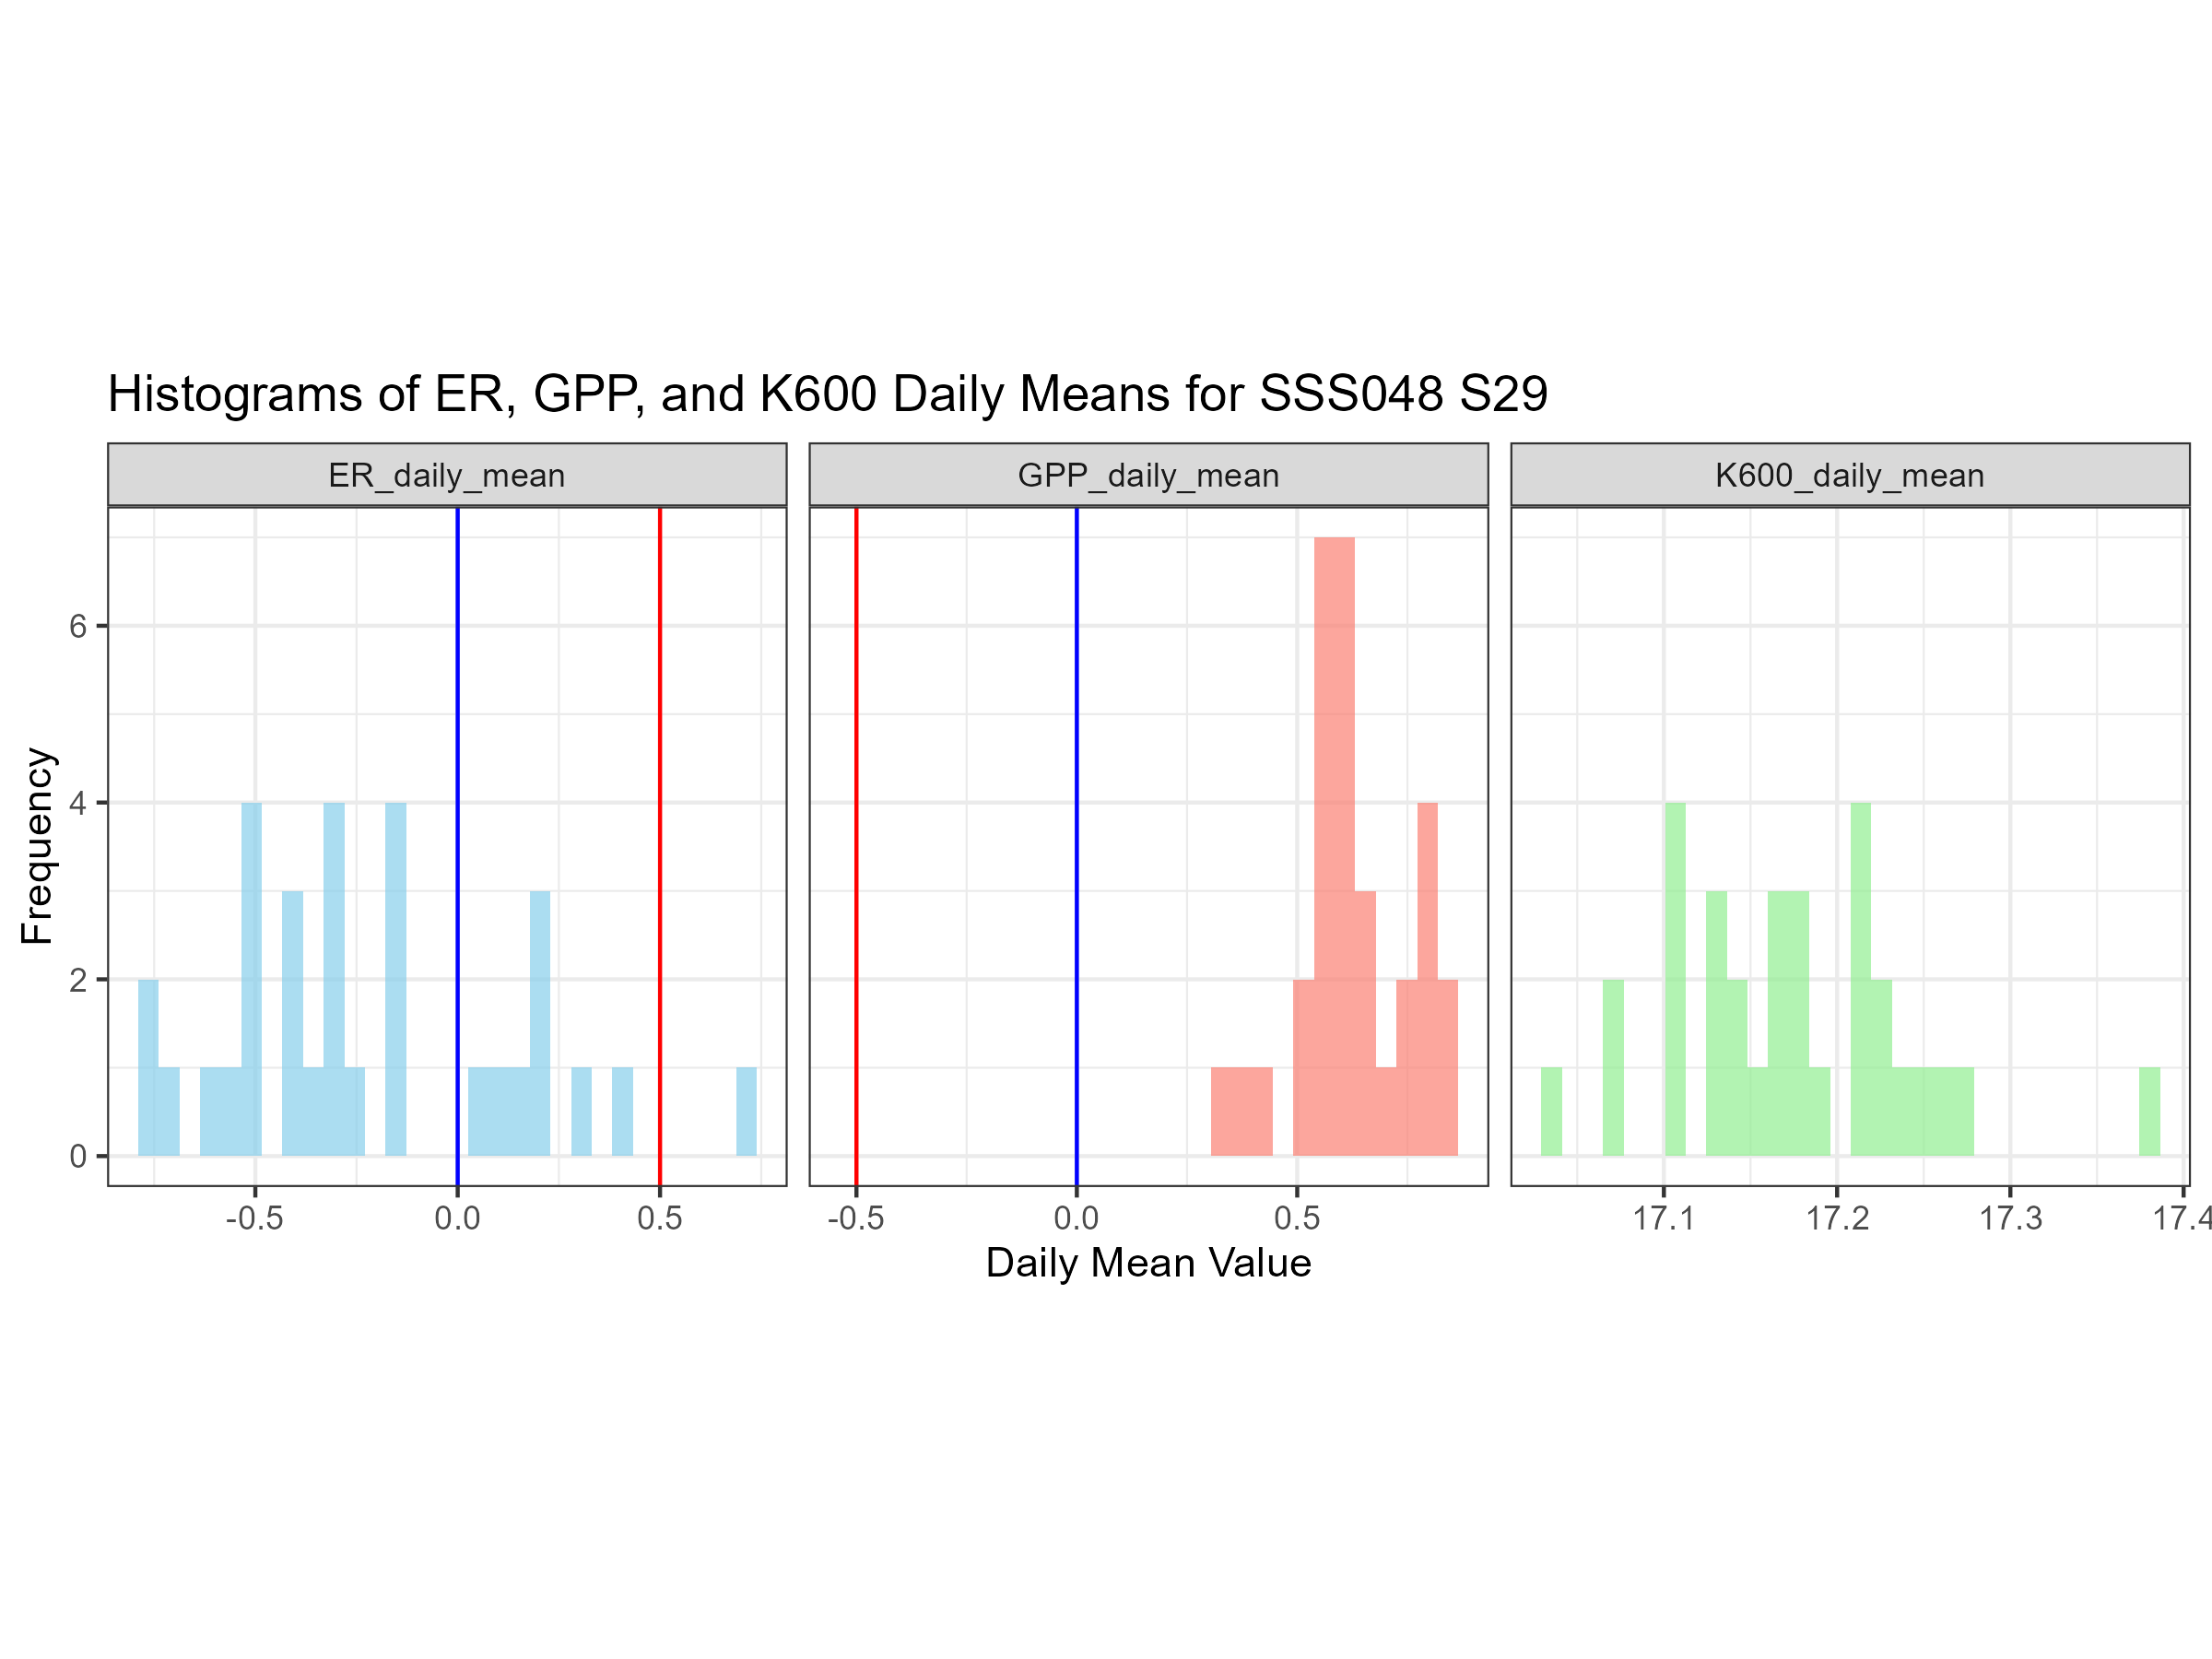 Histograms of ER, GPP, and K600 Daily Means for SSS048 S29
ER_daily_mean
GPP_daily_mean
K600_daily_mean
Frequency
6
4
2
0
-0.5
0.0
0.5
-0.5
0.0
0.5
17.1
17.2
17.3
17.4
Daily Mean Value